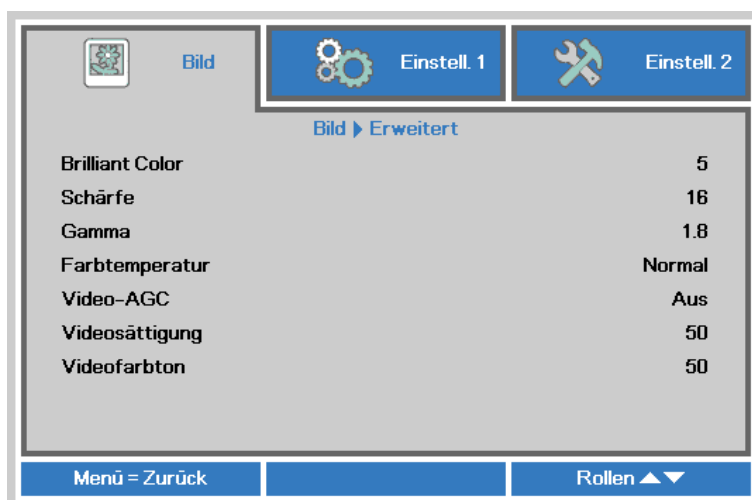 Bild
Einstell. 1
Einstell. 2
Bild ▶ Erweitert
Brilliant Color 5
Schärfe 16
Gamma 1.8
Farbtemperatur Normal
Video-AGC Aus
Videosättigung 50
Videofarbton 50
Menü = Zurück
Rollen ▲▼